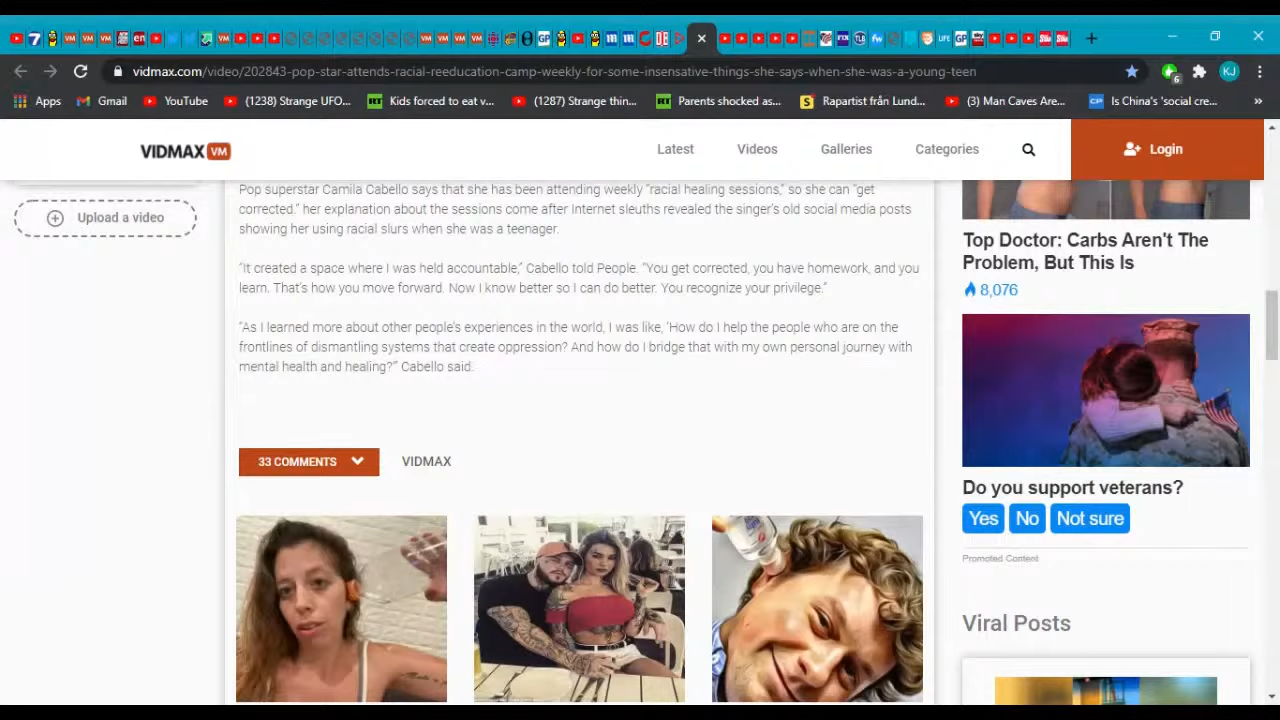 vidmax.com/video/202843-pop-star-attends-racial-reeducation-camp-weekly-for-some-insensative-things-she-says-when-she-was-a-young-teen
6
KJ
Apps
Gmail
YouTube
(1238) Strange UFO...
RT
Kids forced to eat v...
(1287) Strange thin...
RT
Parents shocked as...
S
Rapartist från Lund...
(3) Man Caves Are...
CP
Is China's 'social cre...
»
VIDMAX VM
Latest
Videos
Galleries
Categories
Login
Upload a video
Pop superstar Camila Cabello says that she has been attending weekly "racial healing sessions," so she can "get
corrected." her explanation about the sessions come after Internet sleuths revealed the singer's old social media posts
showing her using racial slurs when she was a teenager.
"It created a space where I was held accountable," Cabello told People. "You get corrected, you have homework, and you
learn. That's how you move forward. Now I know better so I can do better. You recognize your privilege."
"As I learned more about other people's experiences in the world, I was like, 'How do I help the people who are on the
frontlines of dismantling systems that create oppression? And how do I bridge that with my own personal journey with
mental health and healing?'" Cabello said.
33 COMMENTS
VIDMAX
Top Doctor: Carbs Aren't The
Problem, But This Is
8,076
Do you support veterans?
Yes
No
Not sure
Promoted Content
Viral Posts